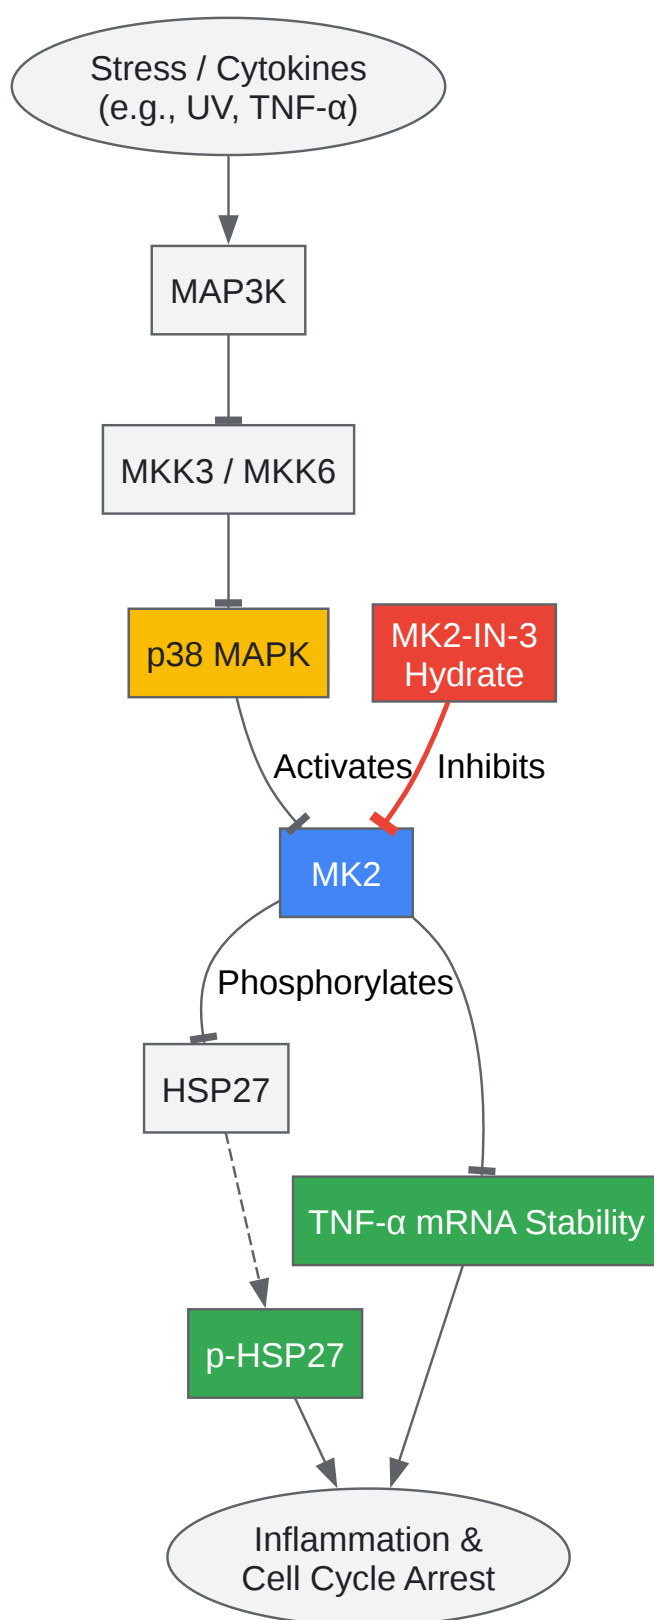 Stress / Cytokines
(e.g., UV, TNF-α)
MAP3K
MKK3 / MKK6
p38 MAPK
MK2-IN-3
Hydrate
Activates
Inhibits
MK2
Phosphorylates
HSP27
TNF-α mRNA Stability
p-HSP27
Inflammation &
Cell Cycle Arrest